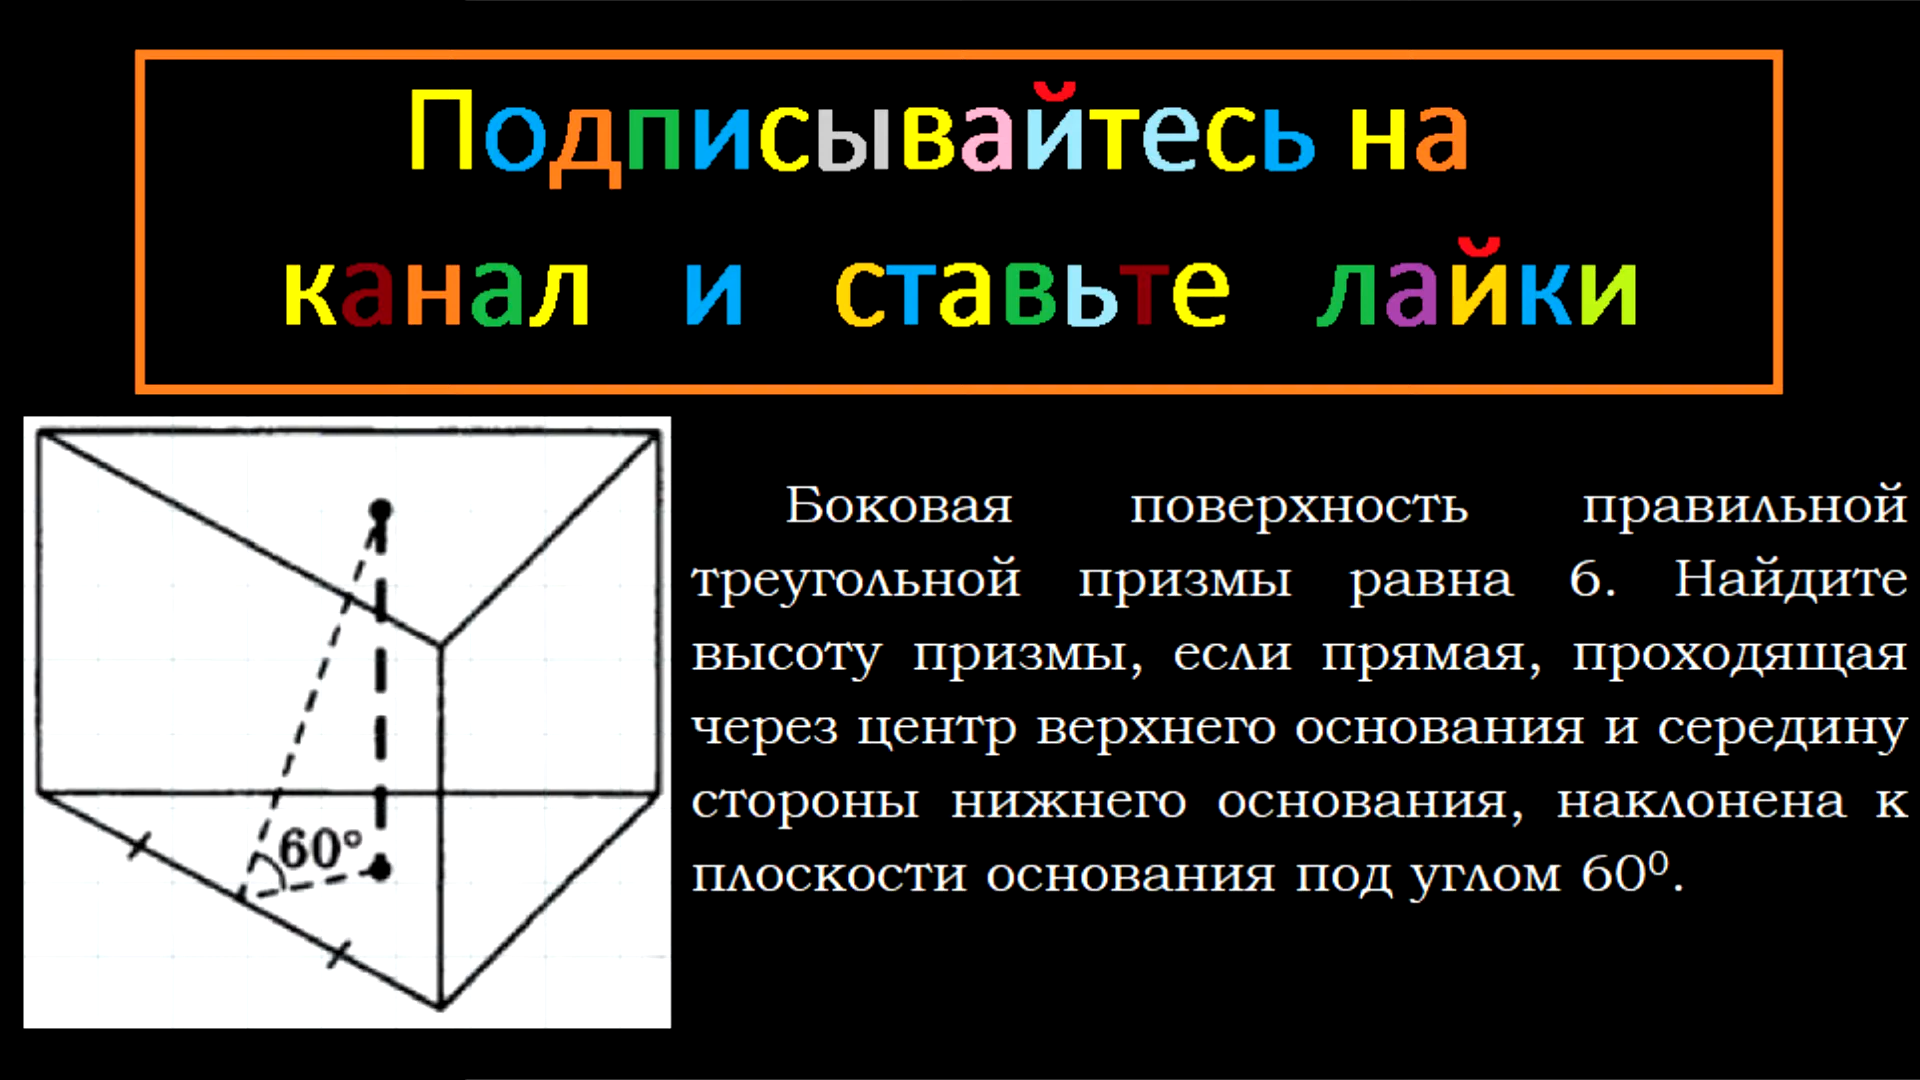 Подписывайтесь на
канал и ставьте лайки
60°
Боковая поверхность правильной
треугольной призмы равна 6. Найдите
высоту призмы, если прямая, проходящая
через центр верхнего основания и середину
стороны нижнего основания, наклонена к
плоскости основания под углом 60⁰.